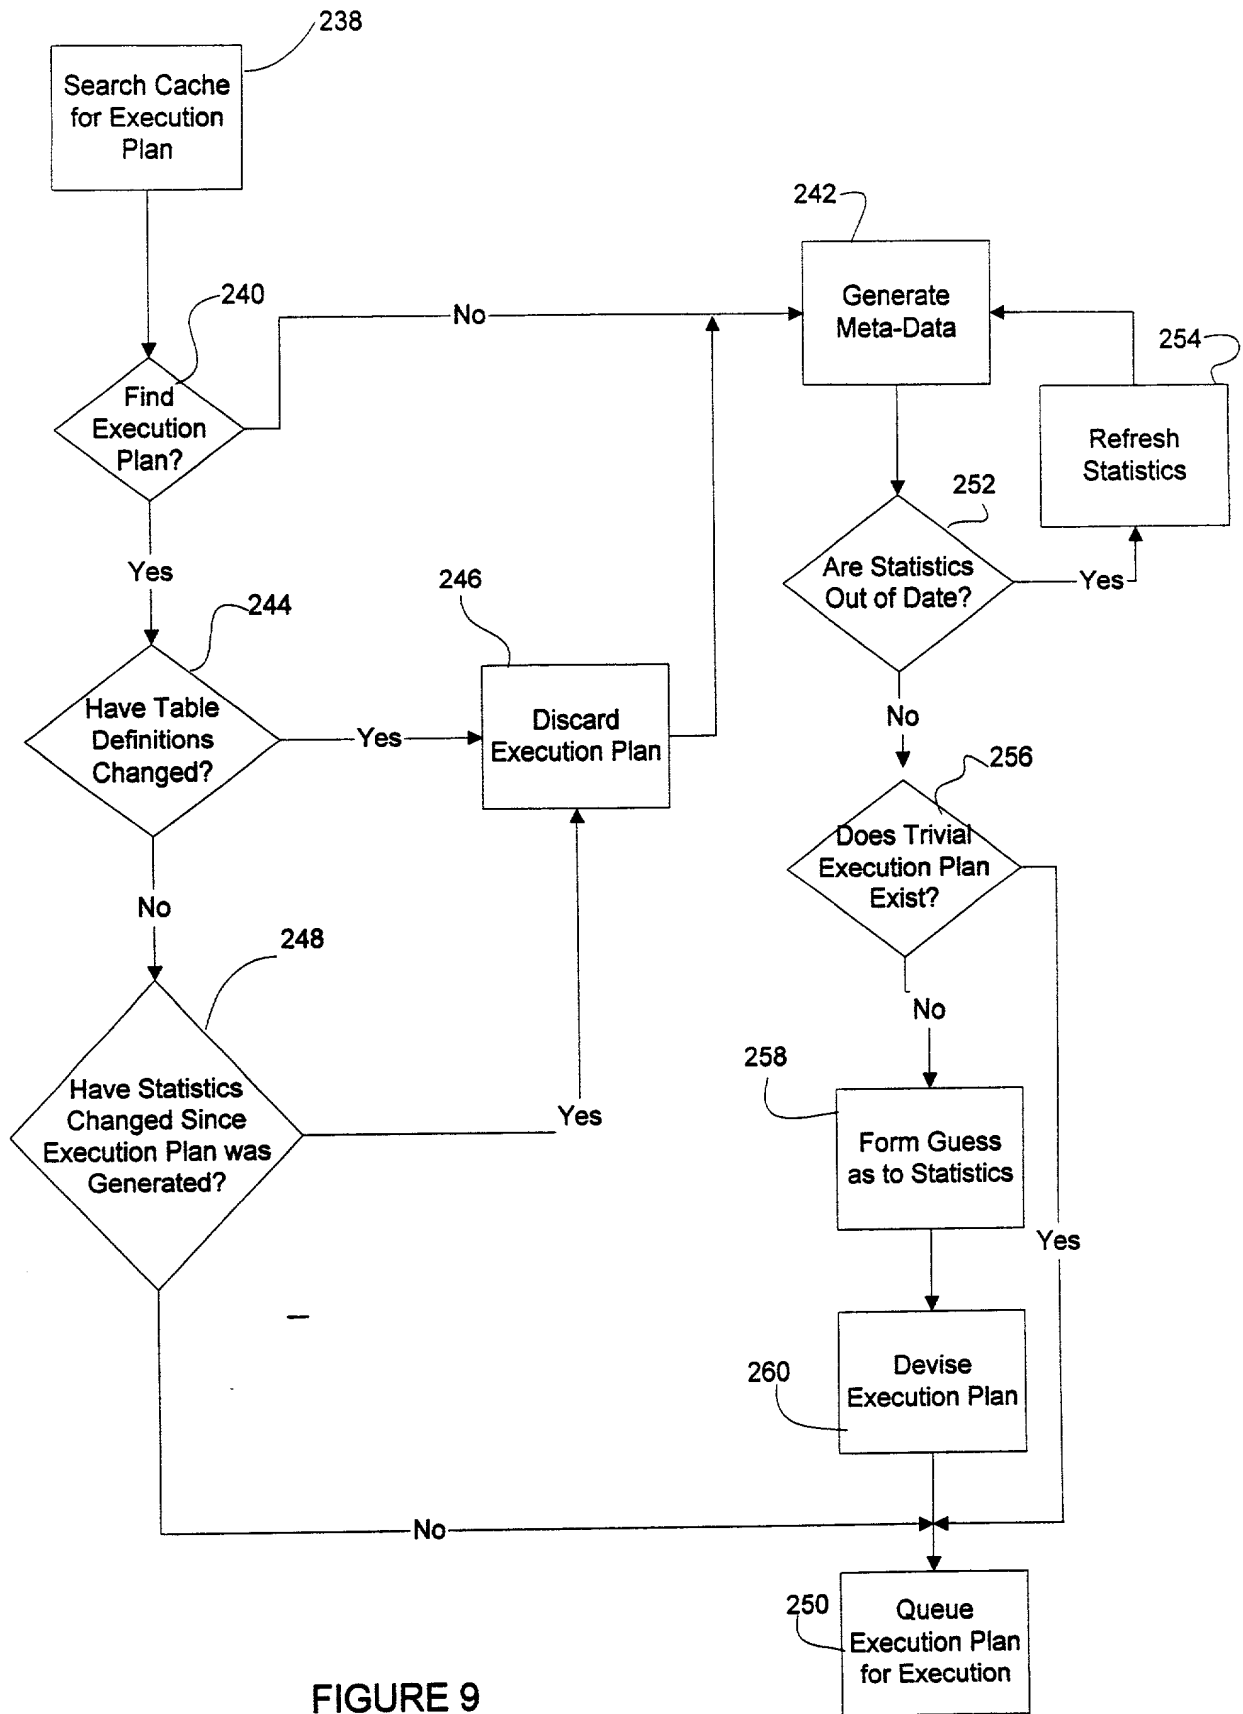 238
Search Cache
for Execution
Plan
242
240
No
Generate
Meta-Data
254
Find
Execution
Plan?
Refresh
Statistics
252
Yes
Are Statistics
Out of Date?
Yes
246
244
Have Table
Definitions
Changed?
Yes
Discard
Execution Plan
No
256
Does Trivial
Execution Plan
Exist?
No
248
No
258
Have Statistics
Changed Since
Execution Plan was
Generated?
Yes
Form Guess
as to Statistics
Yes
260
Devise
Execution Plan
No
250
Queue
Execution Plan
for Execution
FIGURE 9